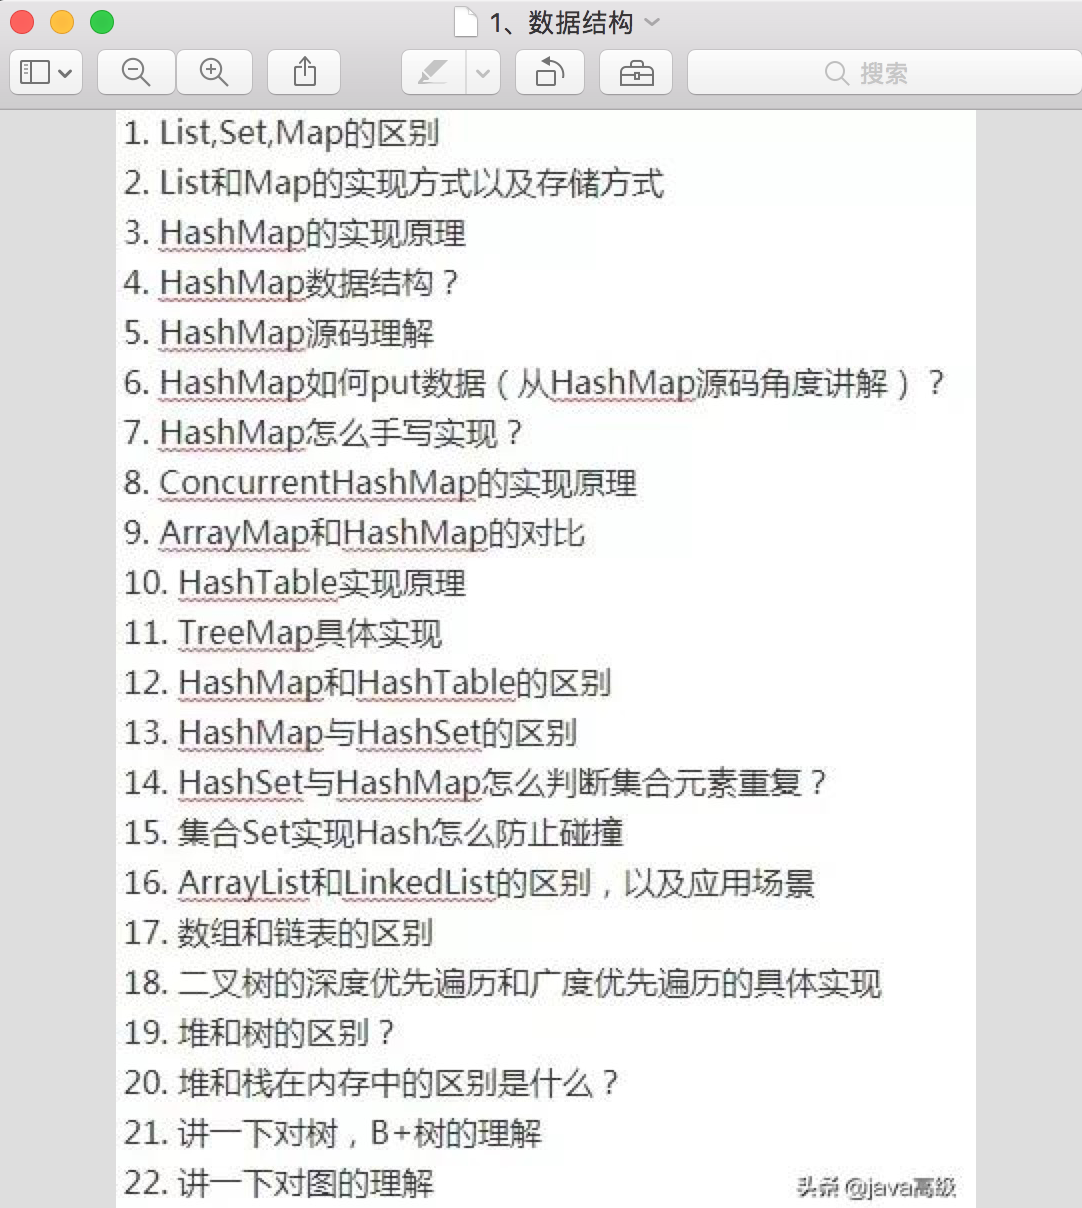 1、数据结构
搜索
1. List,Set,Map的区别
2. List和Map的实现方式以及存储方式
3. HashMap的实现原理
4. HashMap数据结构？
5. HashMap源码理解
6. HashMap如何put数据（从HashMap源码角度讲解）？
7. HashMap怎么手写实现？
8. ConcurrentHashMap的实现原理
9. ArrayMap和HashMap的对比
10. HashTable实现原理
11. TreeMap具体实现
12. HashMap和HashTable的区别
13. HashMap与HashSet的区别
14. HashSet与HashMap怎么判断集合元素重复？
15. 集合Set实现Hash怎么防止碰撞
16. ArrayList和LinkedList的区别，以及应用场景
17. 数组和链表的区别
18. 二叉树的深度优先遍历和广度优先遍历的具体实现
19. 堆和树的区别？
20. 堆和栈在内存中的区别是什么？
21. 讲一下对树，B+树的理解
22. 讲一下对图的理解
头条 @java高级